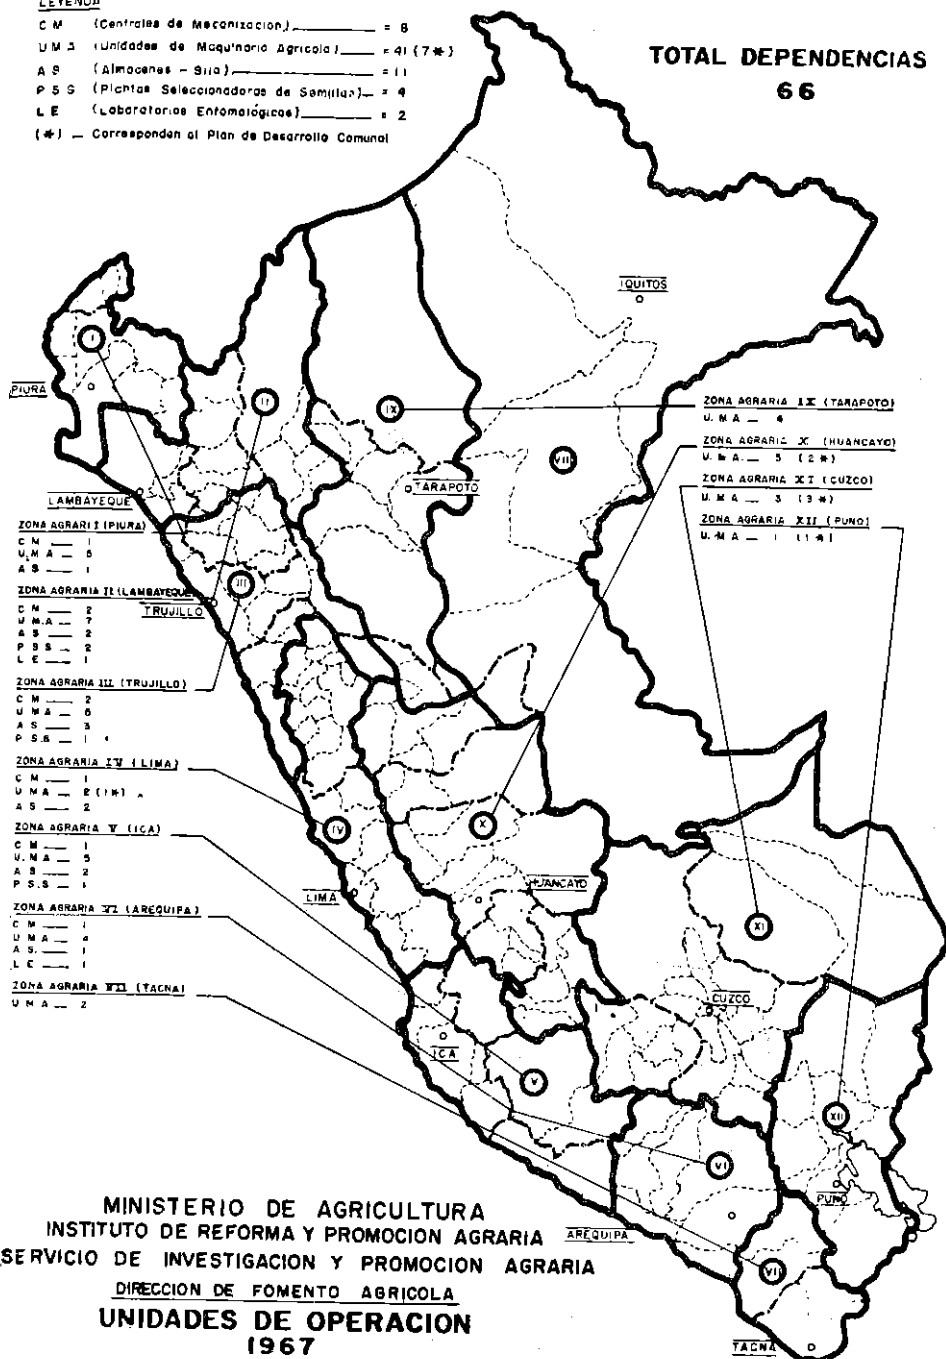 LEYENDA
C M (Centrales de Mecanización) = 8
U M A (Unidades de Maquinaria Agrícola) = 41 (7*)
A S (Almacenes - Silo) = 11
P S S (Plantas Seleccionadoras de Semillas) = 4
L E (Laboratorios Entomológicos) = 2
(*) — Corresponden al Plan de Desarrollo Comunal
TOTAL DEPENDENCIAS
66
IQUITOS
I
PIURA
II
IX
VIII
ZONA AGRARIA IX (TARAPOTO)
U. M A — 4
ZONA AGRARIA X (HUANCAYO)
U. M A. — 5 (2*)
ZONA AGRARIA XI (CUZCO)
U. M A — 3 (3*)
ZONA AGRARIA XII (PUNO)
U. M A — 1 (1*)
LAMBAYEQUE
TARAPOTO
ZONA AGRARI I (PIURA)
C M — 1
U. M A — 5
A S — 1
ZONA AGRARIA II (LAMBAYEQUE
C M — 2
U M.A — 7
A S — 2
P S S — 2
L E — 1
III
TRUJILLO
ZONA AGRARIA III (TRUJILLO)
C M — 2
U M A — 6
A S — 3
P S.S — 1
ZONA AGRARIA IV (LIMA)
C M — 1
U M A — 2 (1*)
A S — 2
IV
X
ZONA AGRARIA V (ICA)
C M — 1
U. M A — 5
A S — 2
P S.S — 1
LIMA
HUANCAYO
ZONA AGRARIA VI (AREQUIPA)
C M — 1
U M A — 4
A S. — 1
L E — 1
XI
ZONA AGRARIA VII (TACNA)
U M A — 2
CUZCO
ICA
V
XII
VI
PUNO
AREQUIPA
VII
TACNA
MINISTERIO DE AGRICULTURA
INSTITUTO DE REFORMA Y PROMOCION AGRARIA
SERVICIO DE INVESTIGACION Y PROMOCION AGRARIA
DIRECCION DE FOMENTO AGRICOLA
UNIDADES DE OPERACION
1967